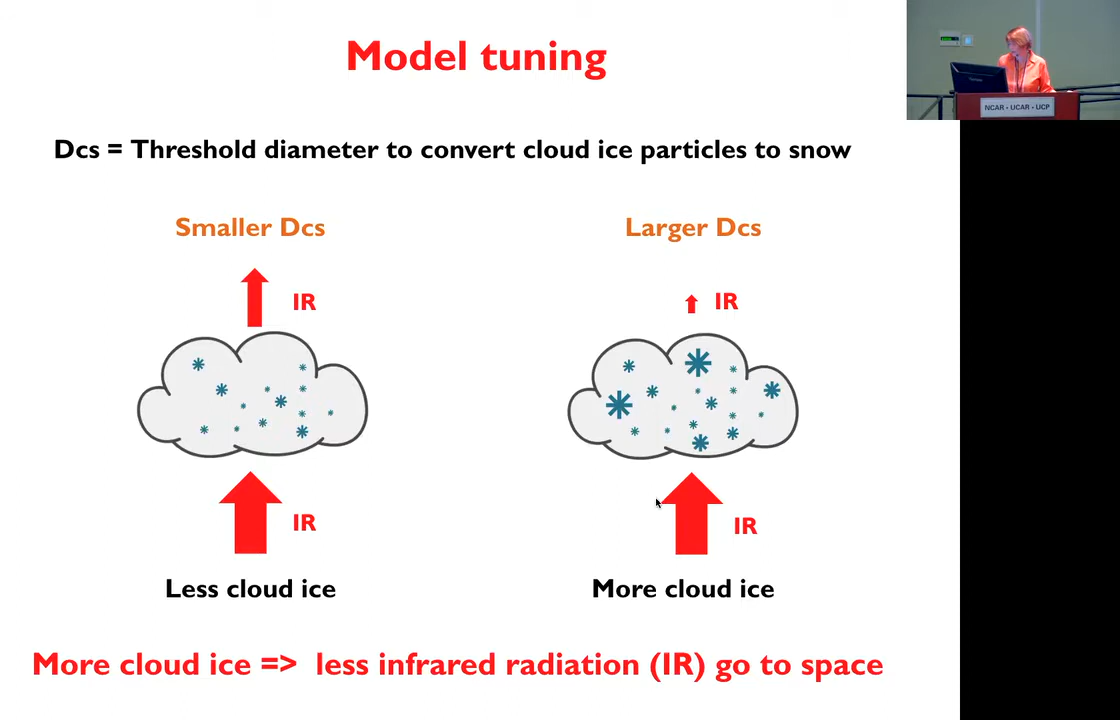 Model tuning
NCAR • UCAR • UCP
Dcs = Threshold diameter to convert cloud ice particles to snow
Smaller Dcs
Larger Dcs
IR
IR
IR
IR
Less cloud ice
More cloud ice
More cloud ice => less infrared radiation (IR) go to space